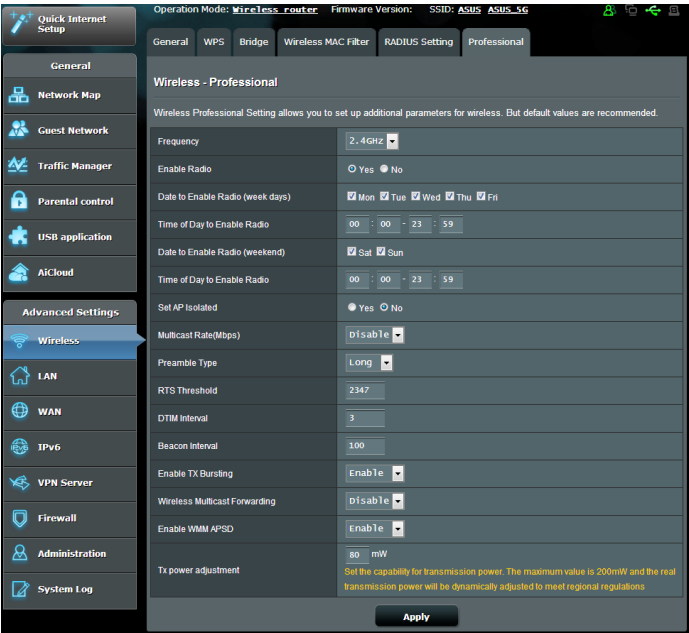 Operation Mode: Wireless router Firmware Version: SSID: ASUS ASUS_5G
Quick Internet
Setup
General
Network Map
Guest Network
Traffic Manager
Parental control
USB application
AiCloud
Advanced Settings
Wireless
LAN
WAN
IPv6
VPN Server
Firewall
Administration
System Log
General WPS Bridge Wireless MAC Filter RADIUS Setting Professional
Wireless - Professional
Wireless Professional Setting allows you to set up additional parameters for wireless. But default values are recommended.
Frequency 2.4GHz
Enable Radio Yes No
Date to Enable Radio (week days) Mon Tue Wed Thu Fri
Time of Day to Enable Radio 00 : 00 - 23 : 59
Date to Enable Radio (weekend) Sat Sun
Time of Day to Enable Radio 00 : 00 - 23 : 59
Set AP Isolated Yes No
Multicast Rate(Mbps) Disable
Preamble Type Long
RTS Threshold 2347
DTIM Interval 3
Beacon Interval 100
Enable TX Bursting Enable
Wireless Multicast Forwarding Disable
Enable WMM APSD Enable
Tx power adjustment 80 mW
Set the capability for transmission power. The maximum value is 200mW and the real
transmission power will be dynamically adjusted to meet regional regulations
Apply